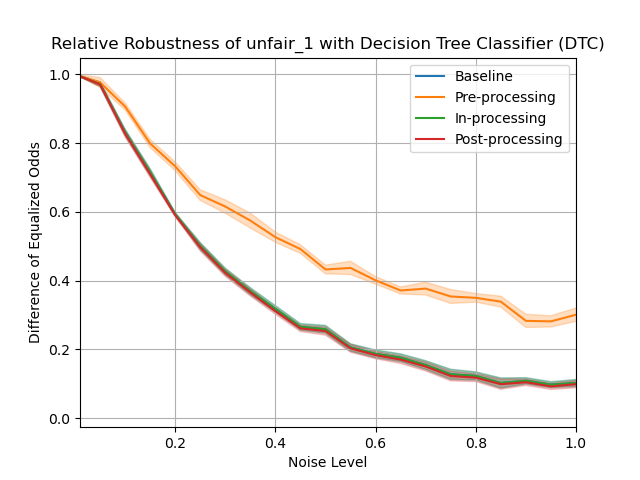 Relative Robustness of unfair_1 with Decision Tree Classifier (DTC)
Difference of Equalized Odds
1.0
0.8
0.6
0.4
0.2
0.0
Baseline
Pre-processing
In-processing
Post-processing
0.2 0.4 0.6 0.8 1.0
Noise Level